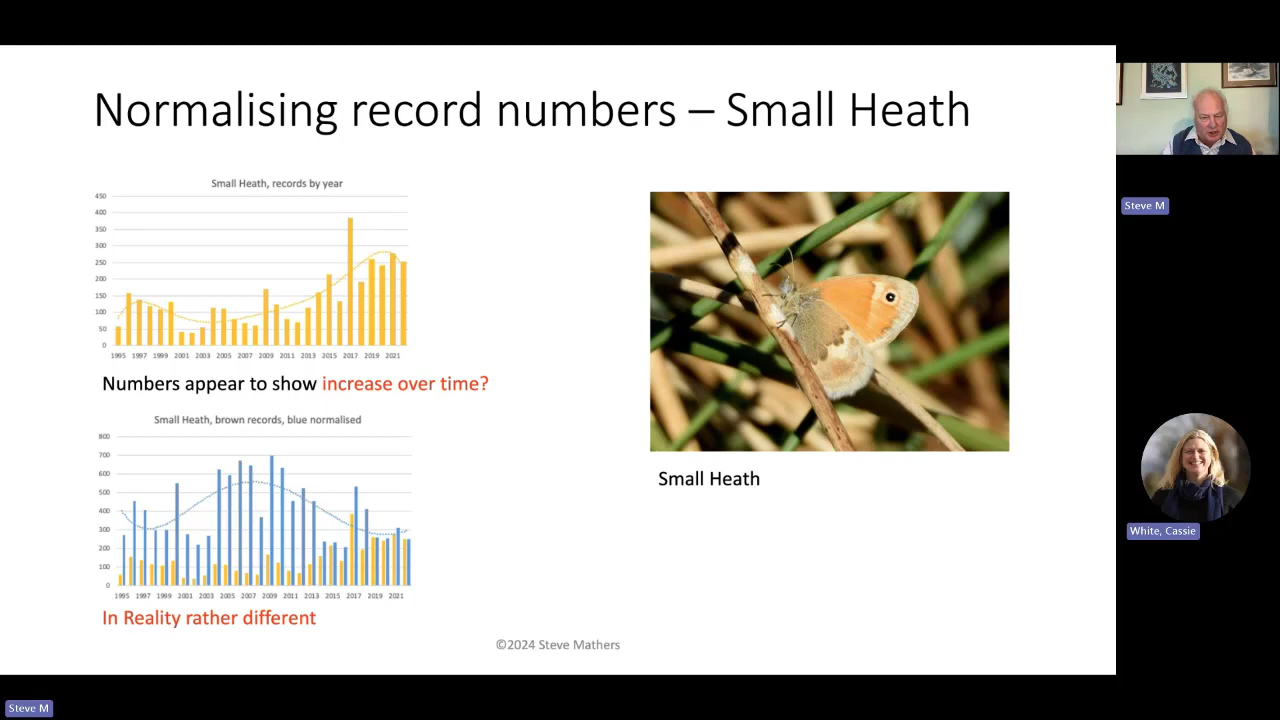 Normalising record numbers – Small Heath
Small Heath, records by year
450
400
350
300
250
200
150
100
50
0
1995 1997 1999 2001 2003 2005 2007 2009 2011 2013 2015 2017 2019 2021
Numbers appear to show increase over time?
Small Heath, brown records, blue normalised
800
700
600
500
400
300
200
100
0
1995 1997 1999 2001 2003 2005 2007 2009 2011 2013 2015 2017 2019 2021
In Reality rather different
Small Heath
©2024 Steve Mathers
Steve M
White, Cassie
Steve M